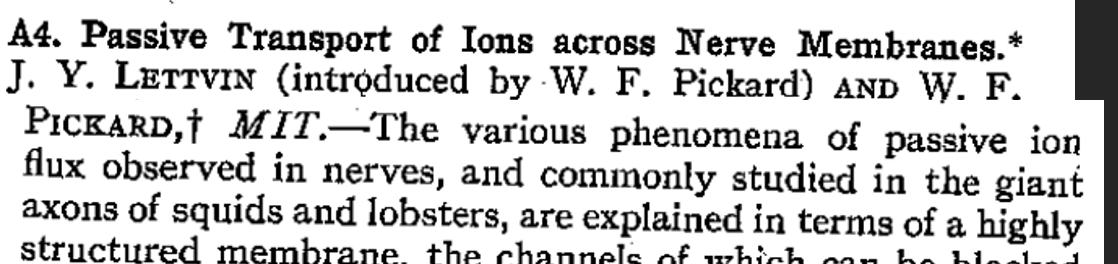 A4. Passive Transport of Ions across Nerve Membranes.*
J. Y. LETTVIN (introduced by W. F. Pickard) AND W. F.
PICKARD,† MIT.—The various phenomena of passive ion
flux observed in nerves, and commonly studied in the giant
axons of squids and lobsters, are explained in terms of a highly
structured membrane, the channels of which can be blocked